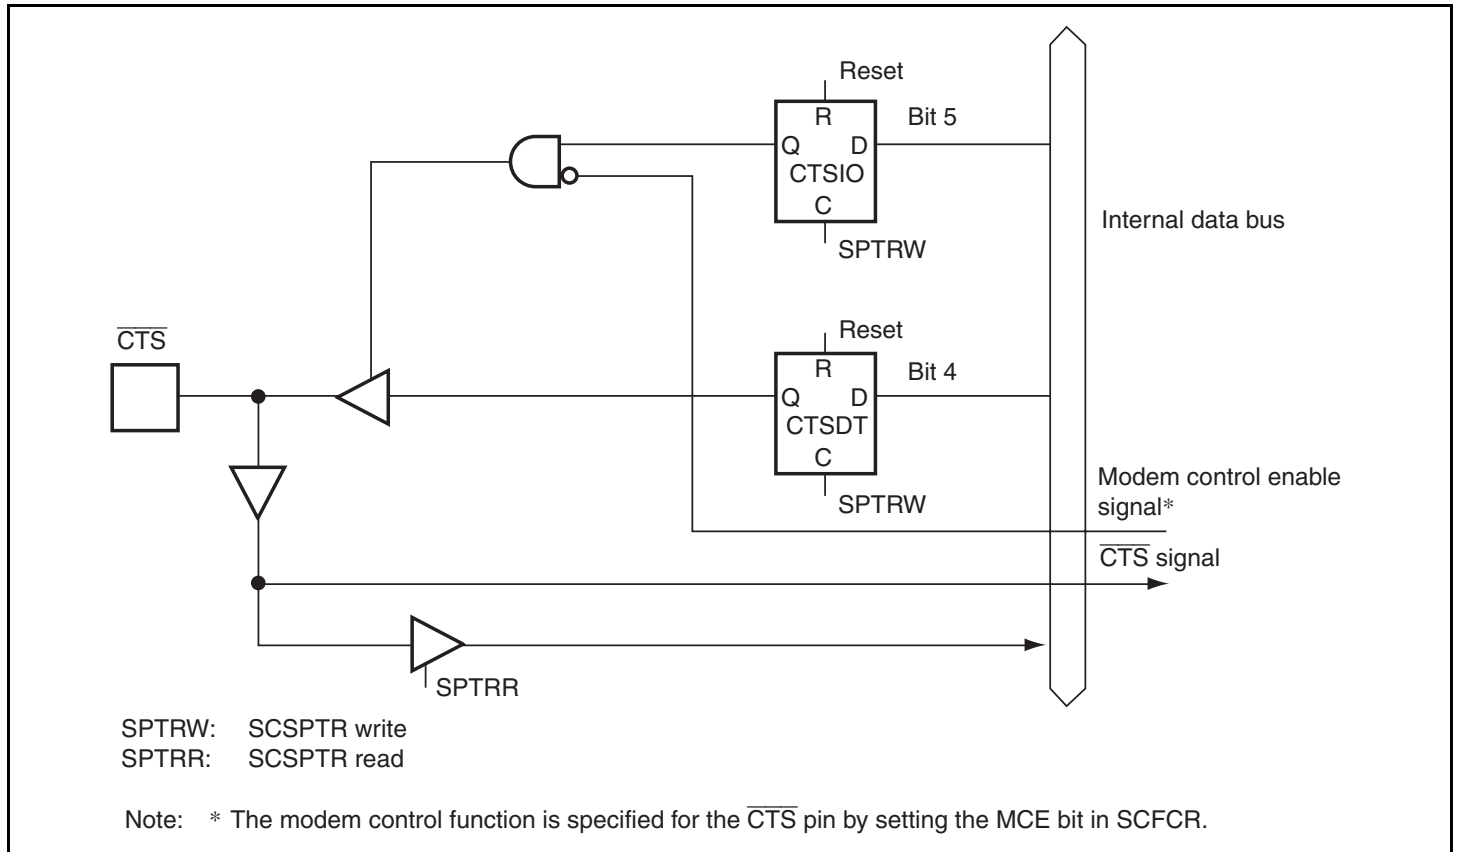 Reset
R
Bit 5
Q D
CTSIO
C
SPTRW
Internal data bus
CTS
Reset
R
Bit 4
Q D
CTSDT
C
SPTRW
Modem control enable
signal*
CTS signal
SPTRR
SPTRW: SCSPTR write
SPTRR: SCSPTR read
Note: * The modem control function is specified for the CTS pin by setting the MCE bit in SCFCR.